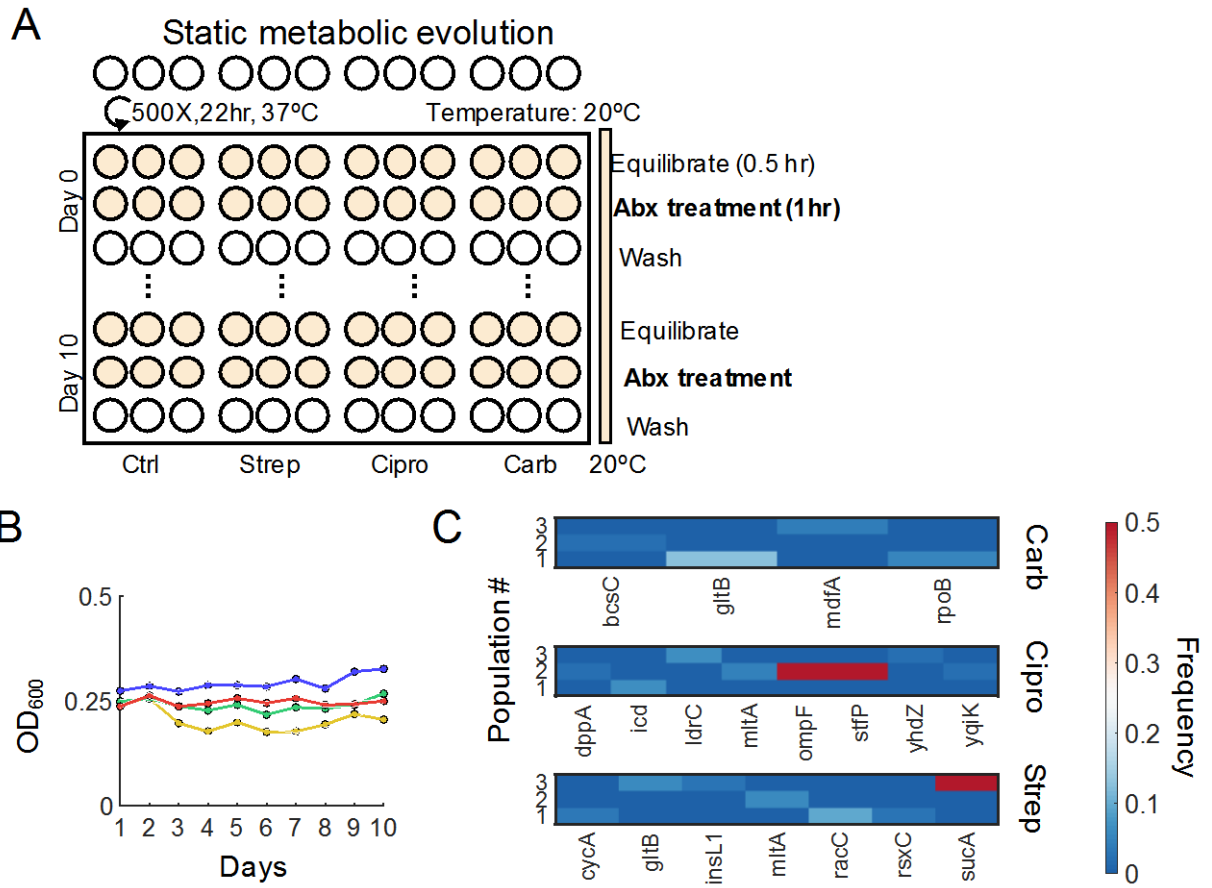 A
Static metabolic evolution
500X,22hr, 37ºC
Temperature: 20ºC
Day 0
Equilibrate (0.5 hr)
Abx treatment (1hr)
Wash
Day 10
Equilibrate
Abx treatment
Wash
Ctrl Strep Cipro Carb 20ºC
B
0.5
0.25
0
OD600
1 2 3 4 5 6 7 8 9 10
Days
C
Population #
3
2
1
bcsC gltB mdfA rpoB
Carb
3
2
1
dppA icd ldrC mltA ompF stfP yhdZ yqiK
Cipro
3
2
1
cycA gltB insL1 mltA racC rsxC sucA
Strep
0.5
0.4
0.3
0.2
0.1
0
Frequency